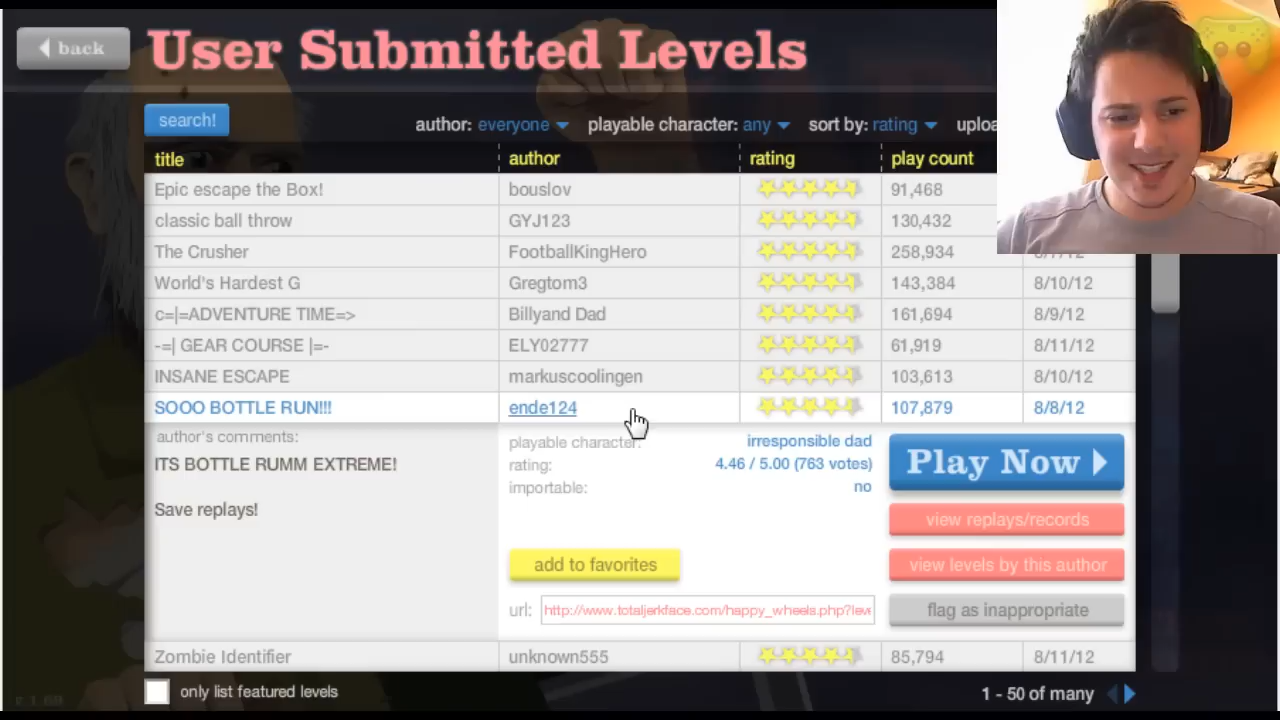 back
User Submitted Levels
search!
author: everyone playable character: any sort by: rating uploa
title author rating play count
Epic escape the Box! bouslov 91,468
classic ball throw GYJ123 130,432
The Crusher FootballKingHero 258,934
World's Hardest G Gregtom3 143,384 8/10/12
c=|=ADVENTURE TIME=> Billyand Dad 161,694 8/9/12
-=| GEAR COURSE |=- ELY02777 61,919 8/11/12
INSANE ESCAPE markuscoolingen 103,613 8/10/12
SOOO BOTTLE RUN!!! ende124 107,879 8/8/12
author's comments:
ITS BOTTLE RUMM EXTREME!
Save replays!
playable character: irresponsible dad
rating: 4.46 / 5.00 (763 votes)
importable: no
add to favorites
url: http://www.totaljerkface.com/happy_wheels.php?leve
Play Now
view replays/records
view levels by this author
flag as inappropriate
Zombie Identifier unknown555 85,794 8/11/12
only list featured levels
1 - 50 of many